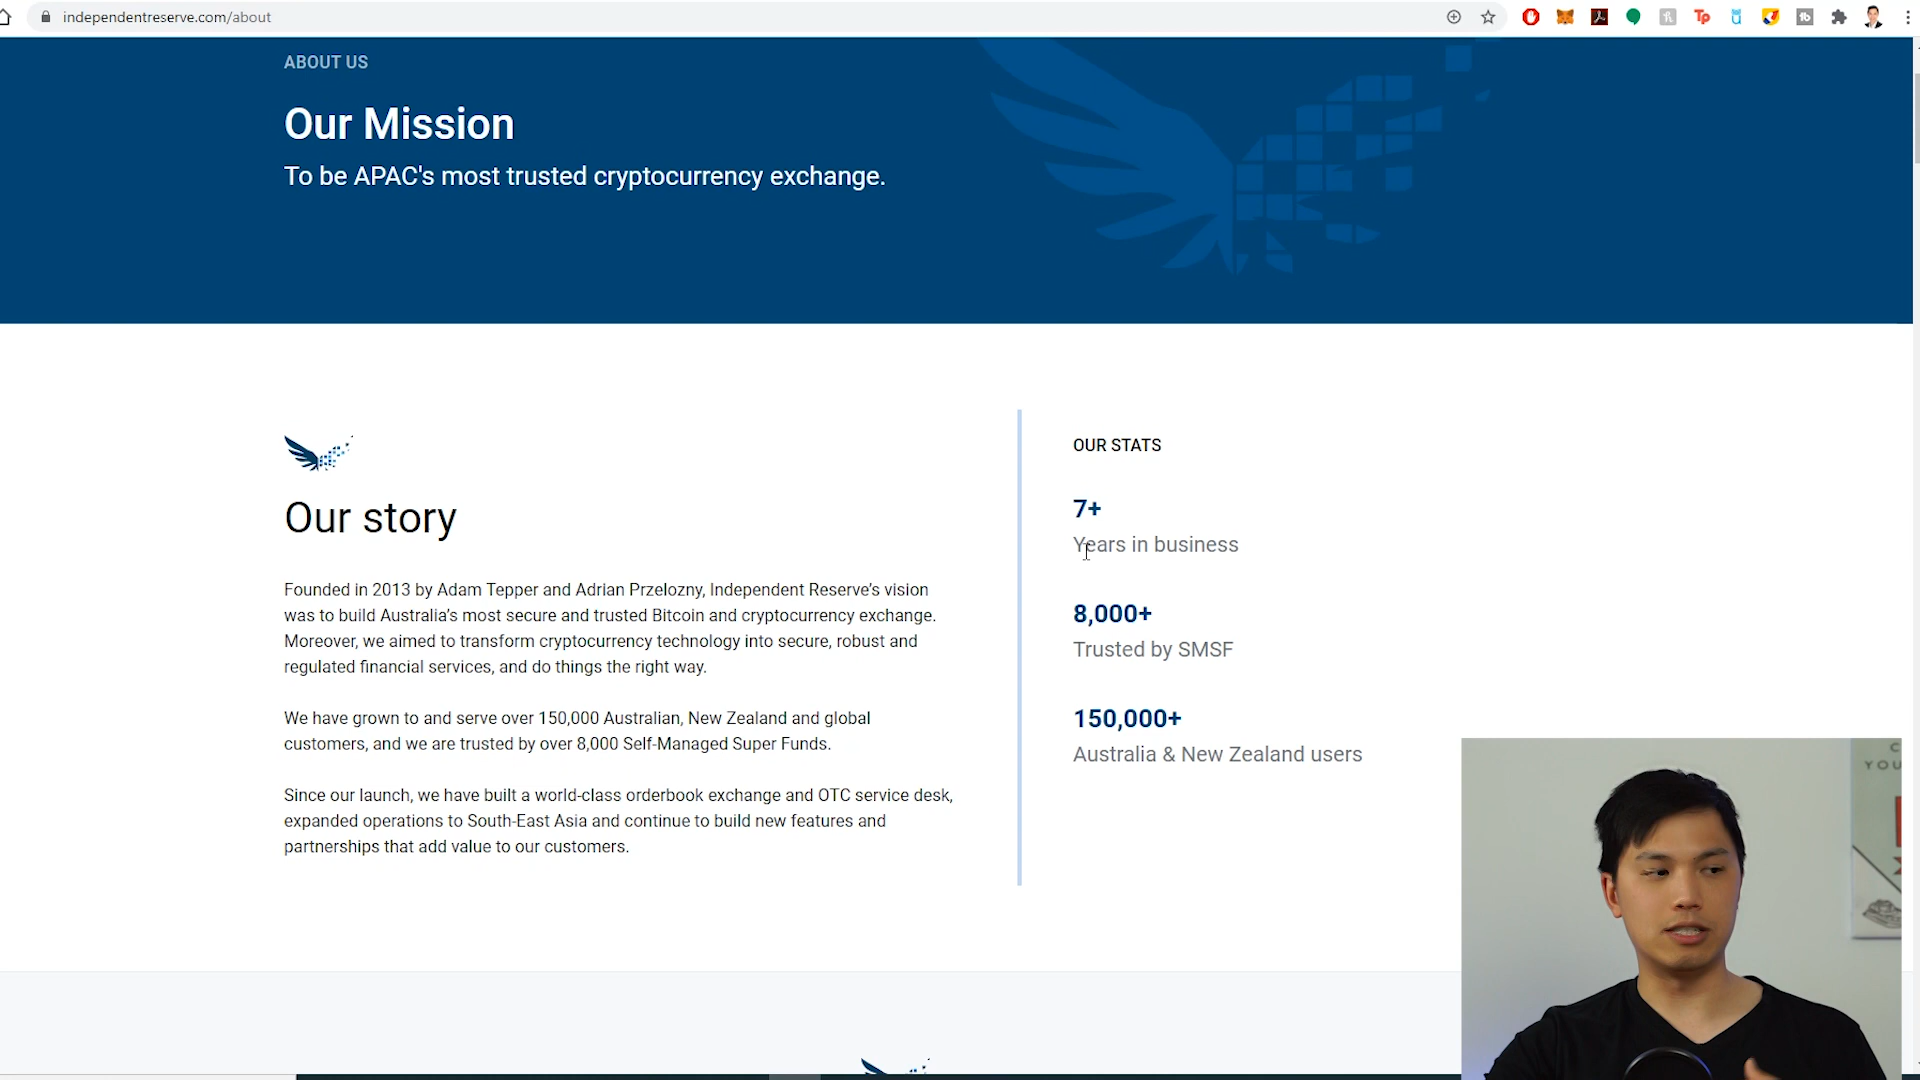 independentreserve.com/about
ABOUT US
Our Mission
To be APAC's most trusted cryptocurrency exchange.
Our story
Founded in 2013 by Adam Tepper and Adrian Przelozny, Independent Reserve's vision
was to build Australia's most secure and trusted Bitcoin and cryptocurrency exchange.
Moreover, we aimed to transform cryptocurrency technology into secure, robust and
regulated financial services, and do things the right way.
We have grown to and serve over 150,000 Australian, New Zealand and global
customers, and we are trusted by over 8,000 Self-Managed Super Funds.
Since our launch, we have built a world-class orderbook exchange and OTC service desk,
expanded operations to South-East Asia and continue to build new features and
partnerships that add value to our customers.
OUR STATS
7+
Years in business
8,000+
Trusted by SMSF
150,000+
Australia & New Zealand users
YOU
Tp
tb